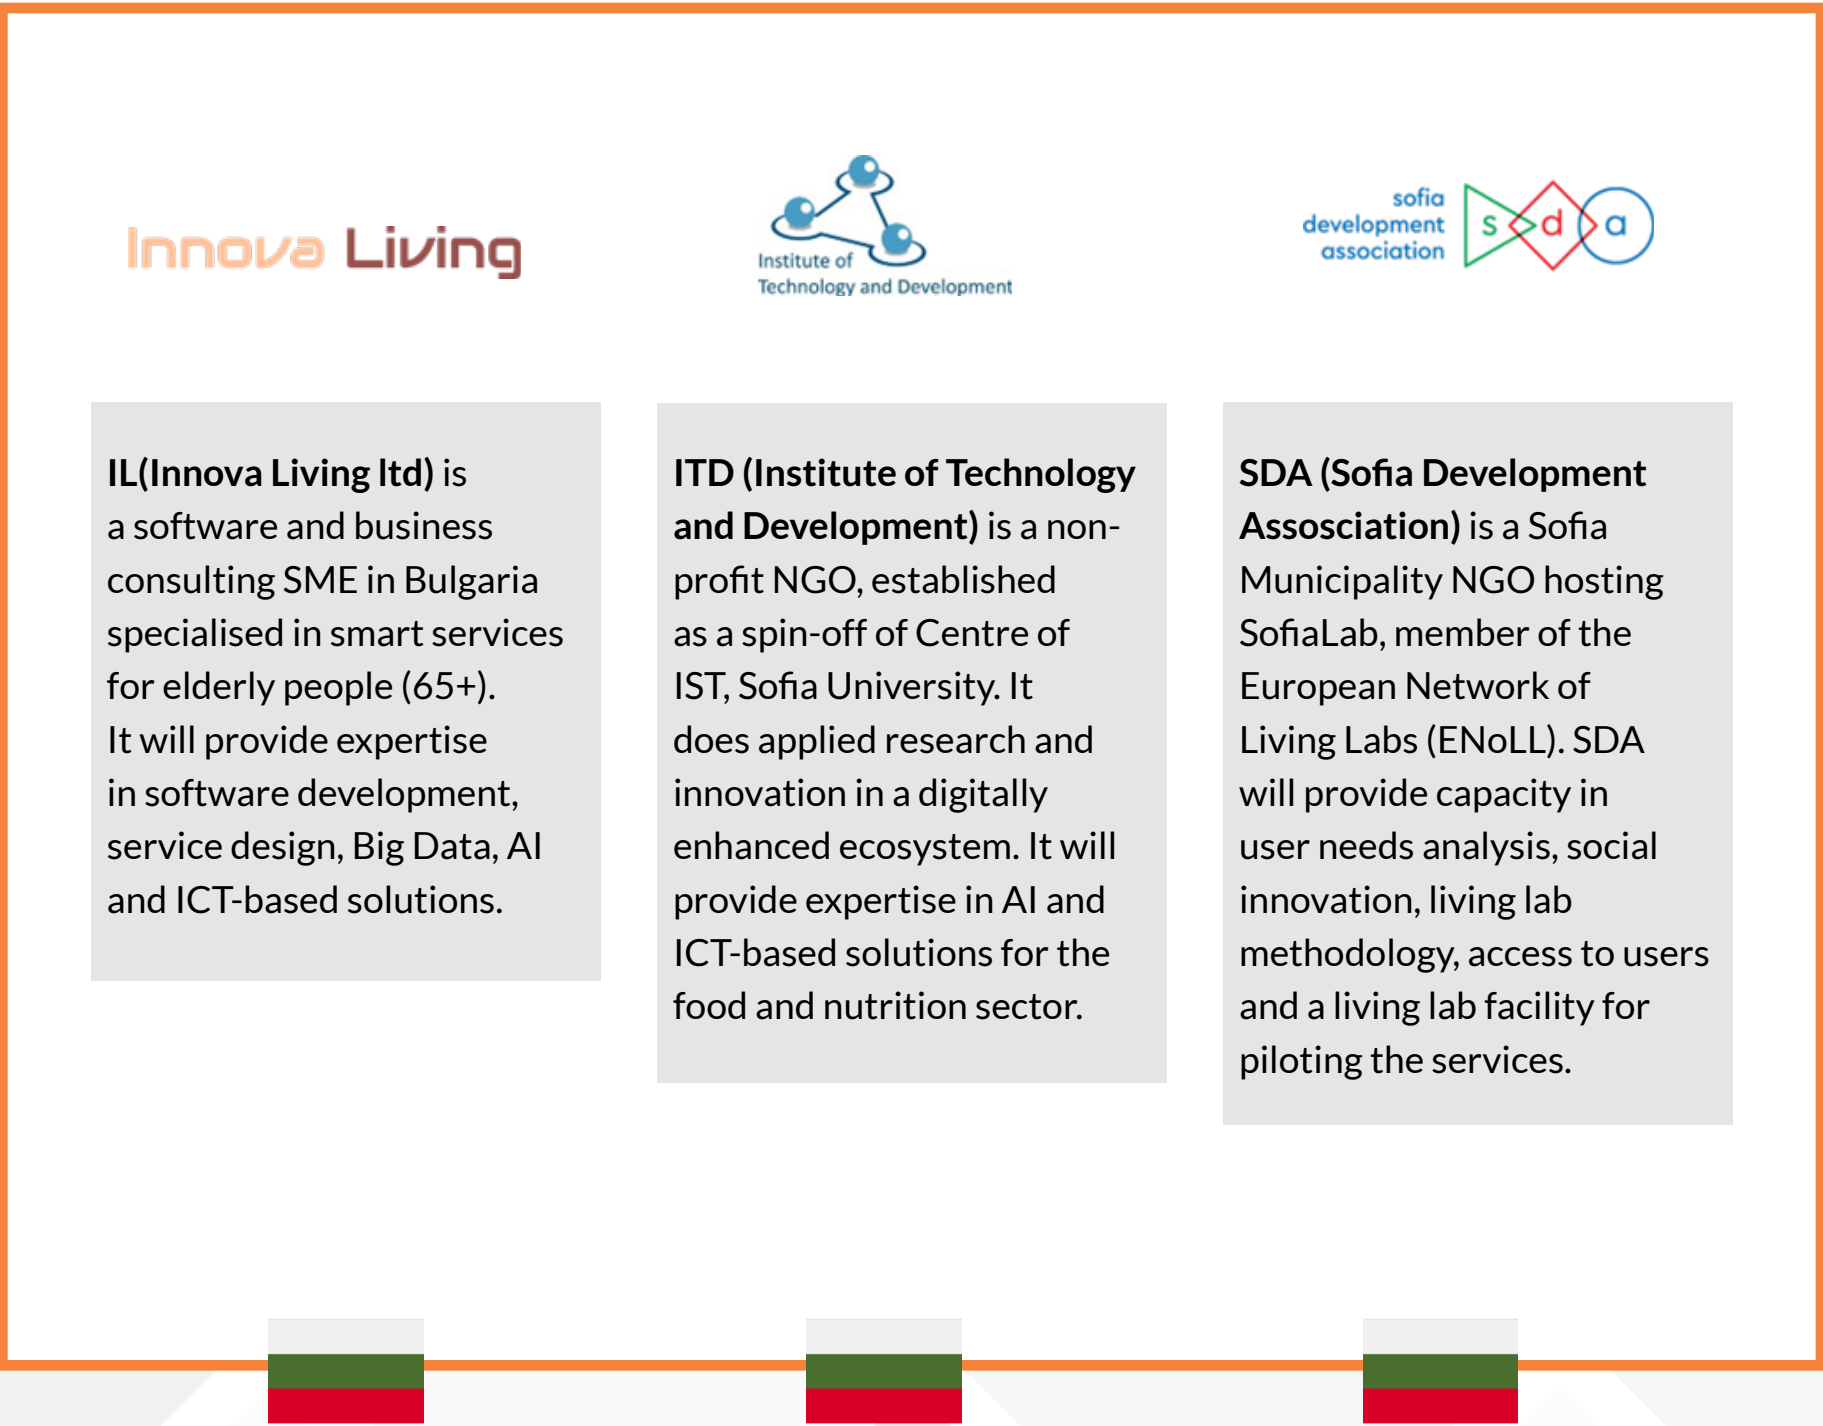 Innova Living
Institute of
Technology and Development
sofia
development
association
s d a
IL(Innova Living ltd) is
a software and business
consulting SME in Bulgaria
specialised in smart services
for elderly people (65+).
It will provide expertise
in software development,
service design, Big Data, AI
and ICT-based solutions.
ITD (Institute of Technology
and Development) is a non-
profit NGO, established
as a spin-off of Centre of
IST, Sofia University. It
does applied research and
innovation in a digitally
enhanced ecosystem. It will
provide expertise in AI and
ICT-based solutions for the
food and nutrition sector.
SDA (Sofia Development
Assosciation) is a Sofia
Municipality NGO hosting
SofiaLab, member of the
European Network of
Living Labs (ENoLL). SDA
will provide capacity in
user needs analysis, social
innovation, living lab
methodology, access to users
and a living lab facility for
piloting the services.